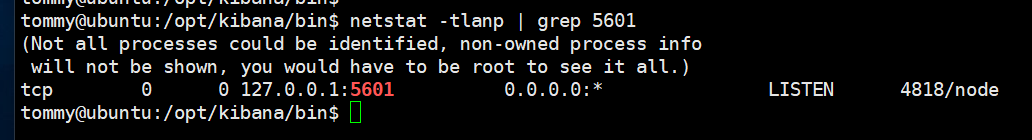 tommy@ubuntu:/opt/kibana/bin$ netstat -tlanp | grep 5601
(Not all processes could be identified, non-owned process info
 will not be shown, you would have to be root to see it all.)
tcp        0      0 127.0.0.1:5601          0.0.0.0:*               LISTEN      4818/node
tommy@ubuntu:/opt/kibana/bin$